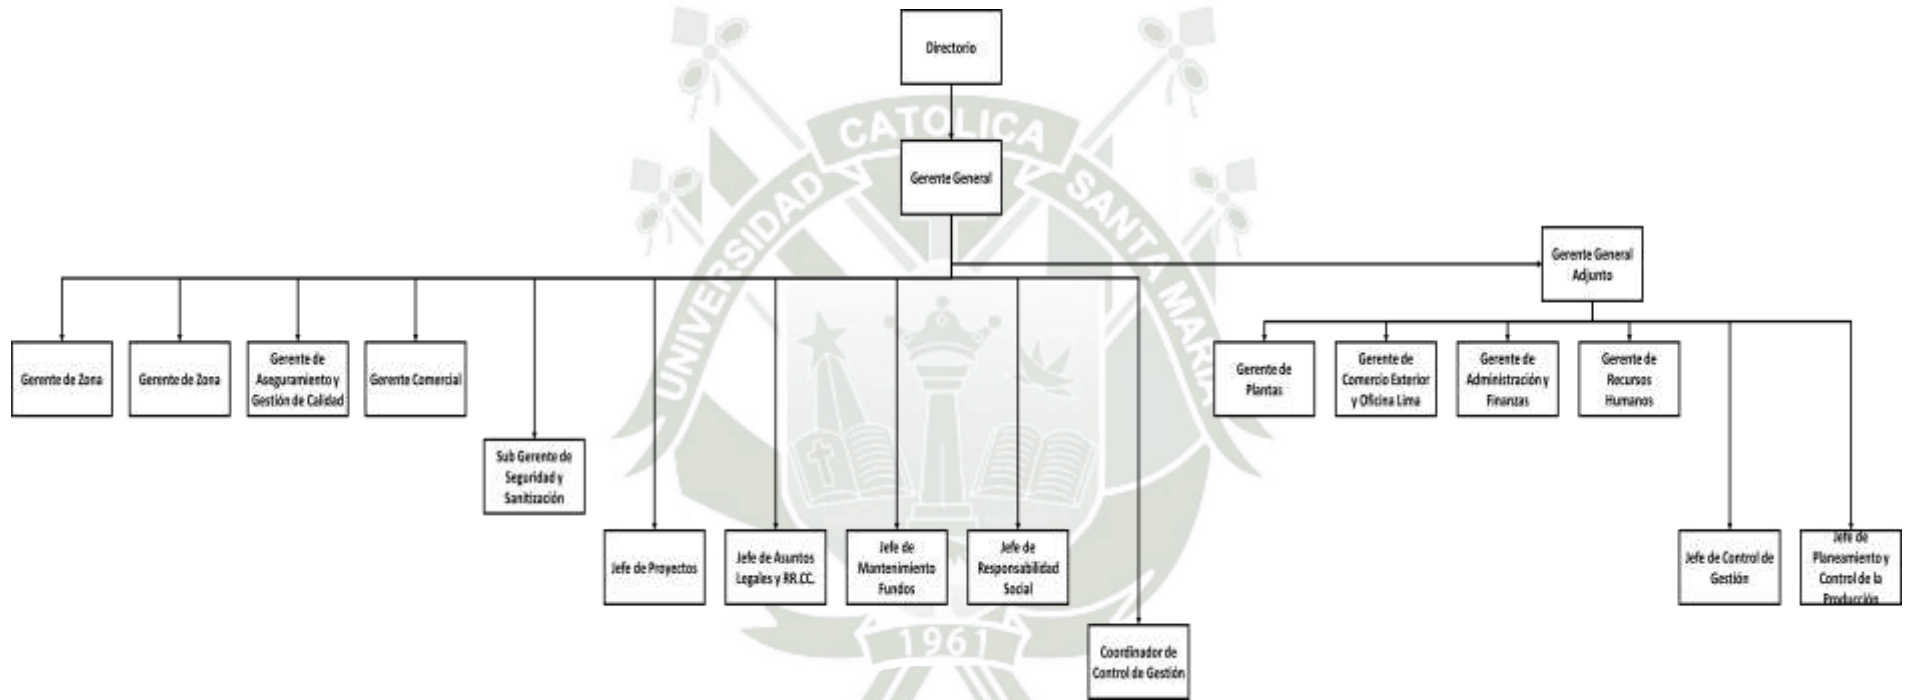 Directorio
CATOLICA
UNIVERSIDAD
SANTA MARIA
Gerente General
Gerente General
Adjunto
Gerente de Zona
Gerente de Zona
Gerente de
Aseguramiento y
Gestión de Calidad
Gerente Comercial
Gerente de
Plantas
Gerente de
Comercio Exterior
y Oficina Lima
Gerente de
Administración y
Finanzas
Gerente de
Recursos
Humanos
Sub Gerente de
Seguridad y
Sanitización
Jefe de Proyectos
Jefe de Asuntos
Legales y RR.CC.
Jefe de
Mantenimiento
Fundos
Jefe de
Responsabilidad
Social
Jefe de Control de
Gestión
Jefe de
Planeamiento y
Control de la
Producción
1961
Coordinador de
Control de Gestión